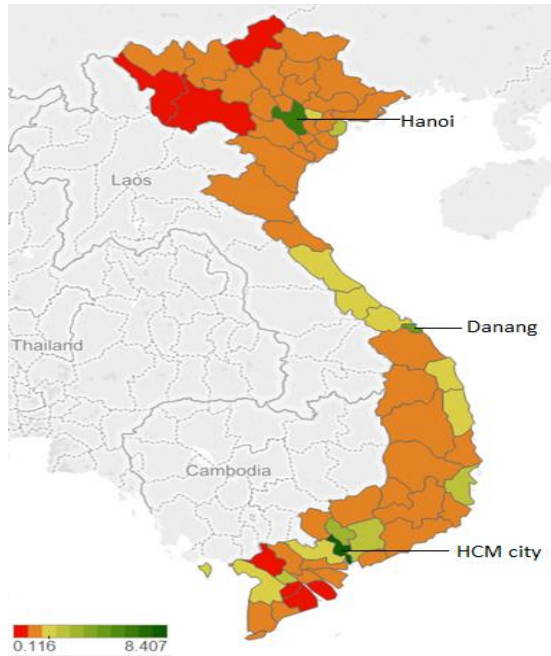 Hanoi
Laos
Danang
Thailand
Cambodia
HCM city
0.116 8.407